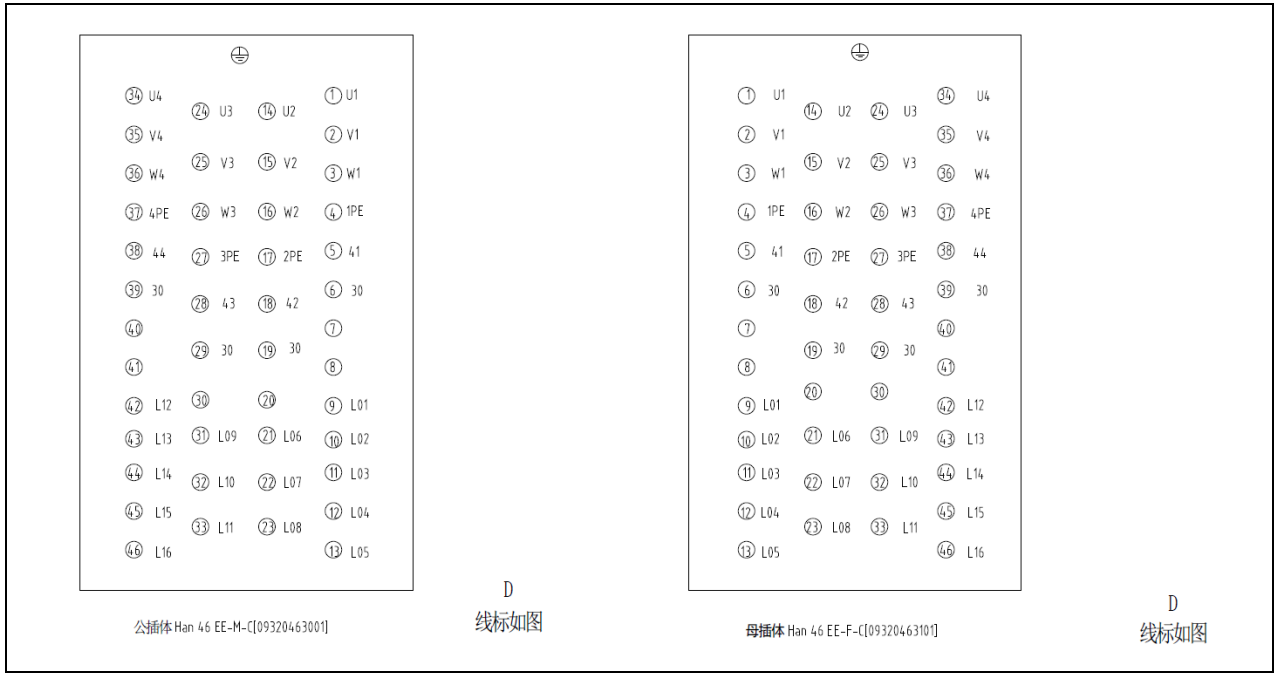 34 U4 24 U3 14 U2 1 U1
35 V4 25 V3 15 V2 2 V1
36 W4 26 W3 16 W2 3 W1
37 4PE 27 3PE 17 2PE 4 1PE
38 44 28 43 18 42 5 41
39 30 29 30 19 30 6 30
40 30 20 7
41 8
42 L12 31 L09 21 L06 9 L01
43 L13 32 L10 22 L07 10 L02
44 L14 33 L11 23 L08 11 L03
45 L15 12 L04
46 L16 13 L05
公插体 Han 46 EE-M-C[09320463001]
D
线标如图
1 U1 14 U2 24 U3 34 U4
2 V1 15 V2 25 V3 35 V4
3 W1 16 W2 26 W3 36 W4
4 1PE 17 2PE 27 3PE 37 4PE
5 41 18 42 28 43 38 44
6 30 19 30 29 30 39 30
7 20 30 40
8 41
9 L01 21 L06 31 L09 42 L12
10 L02 22 L07 32 L10 43 L13
11 L03 23 L08 33 L11 44 L14
12 L04 45 L15
13 L05 46 L16
母插体 Han 46 EE-F-C[09320463101]
D
线标如图